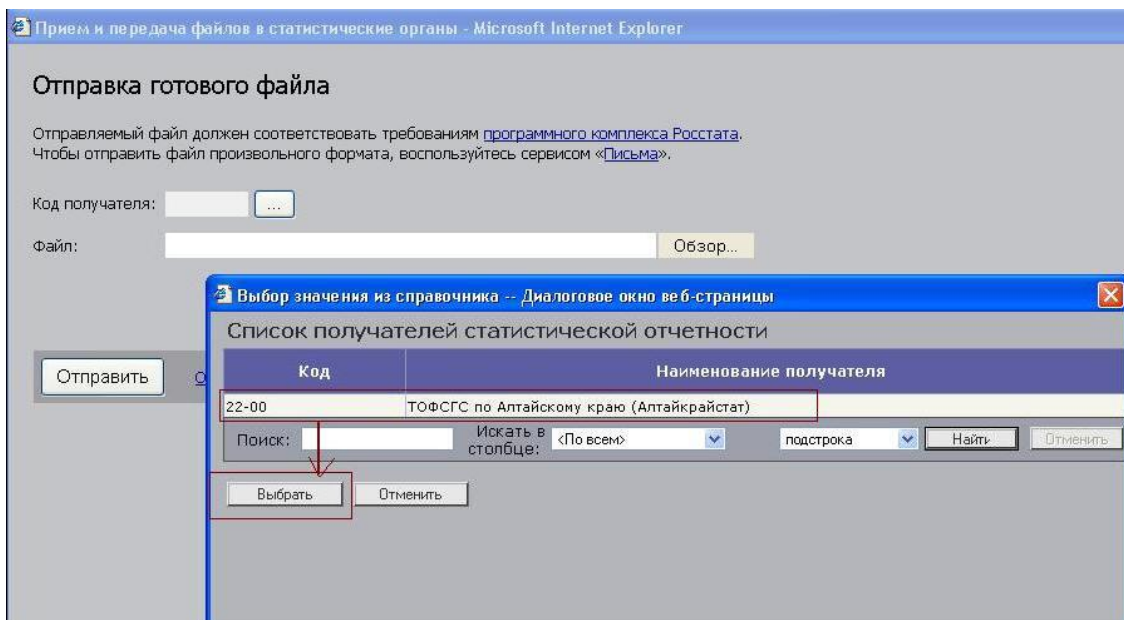 Прием и передача файлов в статистические органы - Microsoft Internet Explorer
Отправка готового файла
Отправляемый файл должен соответствовать требованиям программного комплекса Росстата.
Чтобы отправить файл произвольного формата, воспользуйтесь сервисом «Письма».
Код получателя: ...
Файл: Обзор...
Выбор значения из справочника -- Диалоговое окно веб-страницы
Список получателей статистической отчетности
Код Наименование получателя
Отправить О
22-00 ТОФСГС по Алтайскому краю (Алтайкрайстат)
Поиск: Искать в столбце: <По всем> подстрока Найти Отменить
Выбрать Отменить